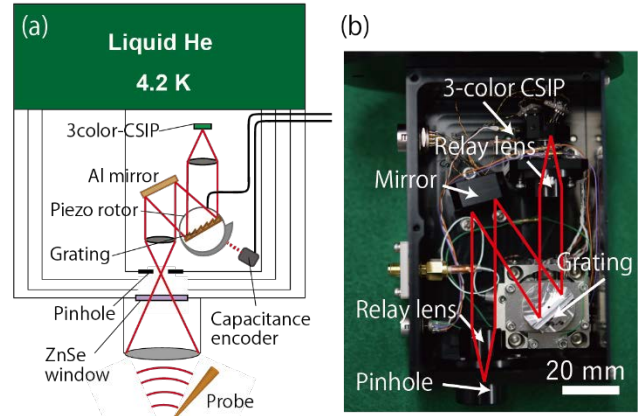 (a)
Liquid He
4.2 K
3color-CSIP
Al mirror
Piezo rotor
Grating
Pinhole
ZnSe
window
Capacitance
encoder
Probe
(b)
3-color CSIP
Relay lens
Mirror
Grating
Relay lens
Pinhole
20 mm